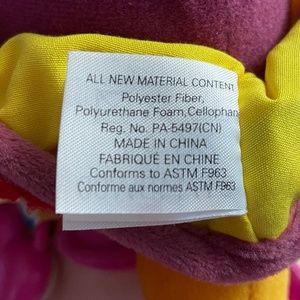 ALL NEW MATERIAL CONTENT
Polyester Fiber,
Polyurethane Foam,Cellophan
Reg. No. PA-5497(CN)
MADE IN CHINA
FABRIQUÉ EN CHINE
Conforms to ASTM F963
Conforme aux normes ASTM F963